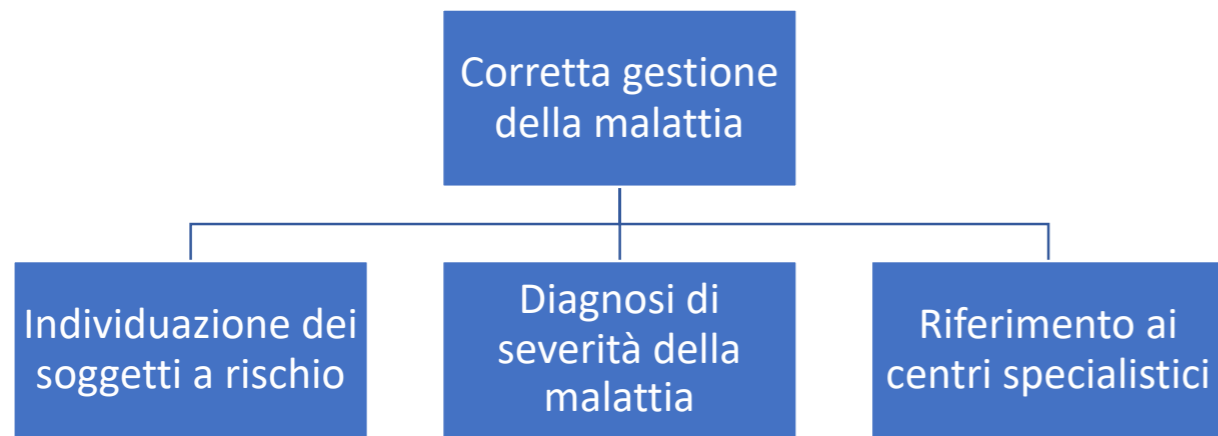 Corretta gestione
della malattia
Individuazione dei
soggetti a rischio
Diagnosi di
severità della
malattia
Riferimento ai
centri specialistici